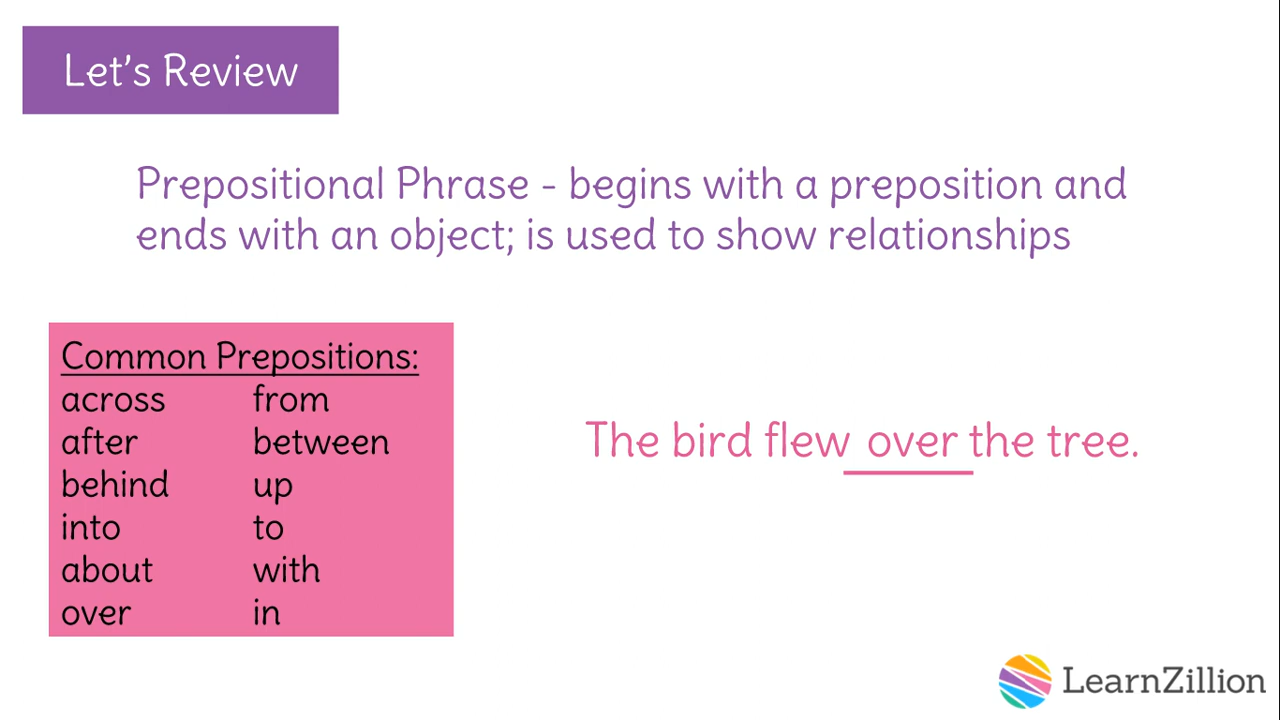 Let's Review
Prepositional Phrase - begins with a preposition and
ends with an object; is used to show relationships
Common Prepositions:
across from
after between
behind up
into to
about with
over in
The bird flew over the tree.
LearnZillion